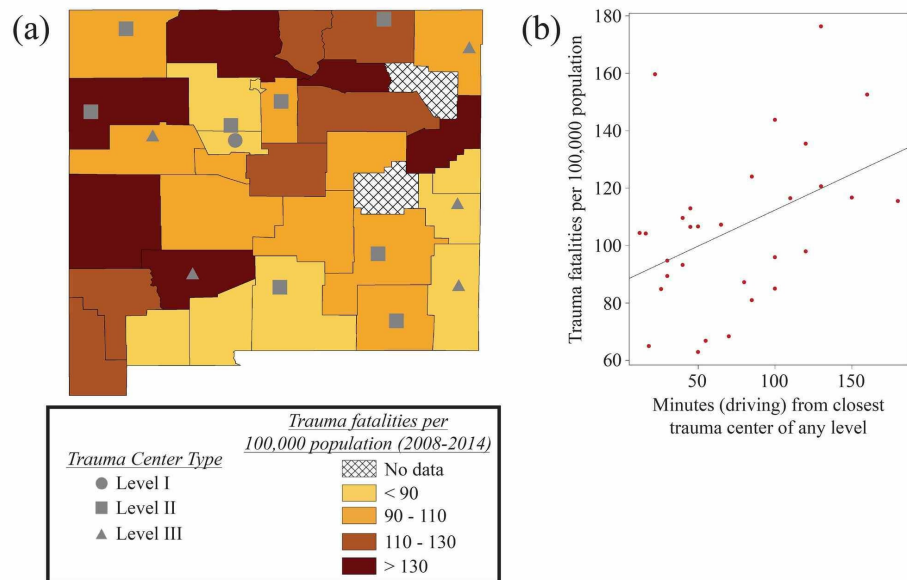 (a)
Trauma Center Type
Level I
Level II
Level III
Trauma fatalities per
100,000 population (2008-2014)
No data
< 90
90 - 110
110 - 130
> 130
(b)
Trauma fatalities per 100,000 population
180
160
140
120
100
80
60
50
100
150
Minutes (driving) from closest
trauma center of any level